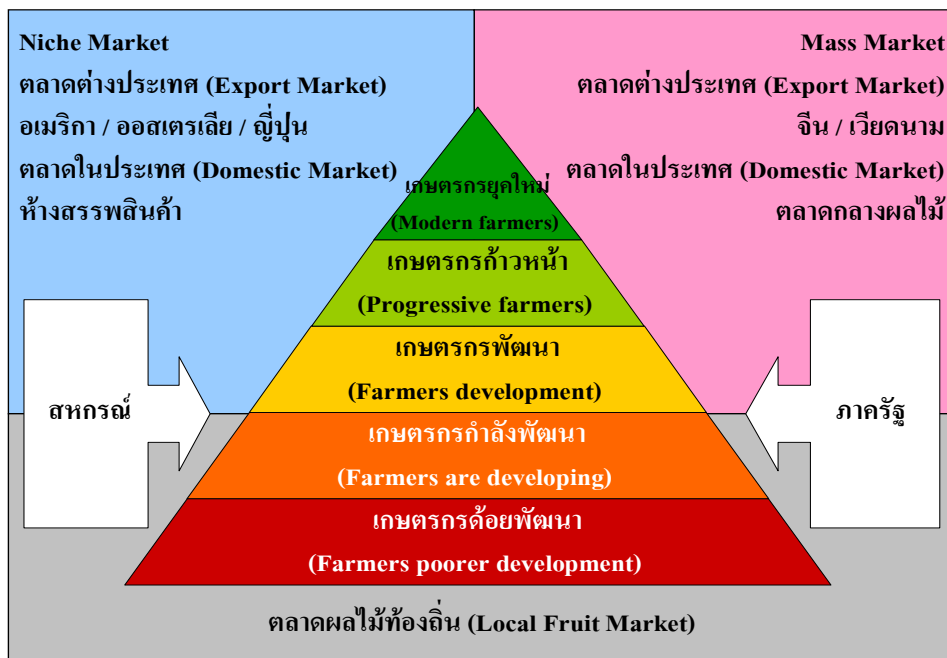 Niche Market
ตลาดต่างประเทศ (Export Market)
อเมริกา / ออสเตรเลีย / ญี่ปุ่น
ตลาดในประเทศ (Domestic Market)
ห้างสรรพสินค้า
Mass Market
ตลาดต่างประเทศ (Export Market)
จีน / เวียดนาม
ตลาดในประเทศ (Domestic Market)
ตลาดกลางผลไม้
เกษตรกรยุคใหม่
(Modern farmers)
เกษตรกรก้าวหน้า
(Progressive farmers)
เกษตรกรพัฒนา
(Farmers development)
สหกรณ์
ภาครัฐ
เกษตรกรกำลังพัฒนา
(Farmers are developing)
เกษตรกรด้อยพัฒนา
(Farmers poorer development)
ตลาดผลไม้ท้องถิ่น (Local Fruit Market)